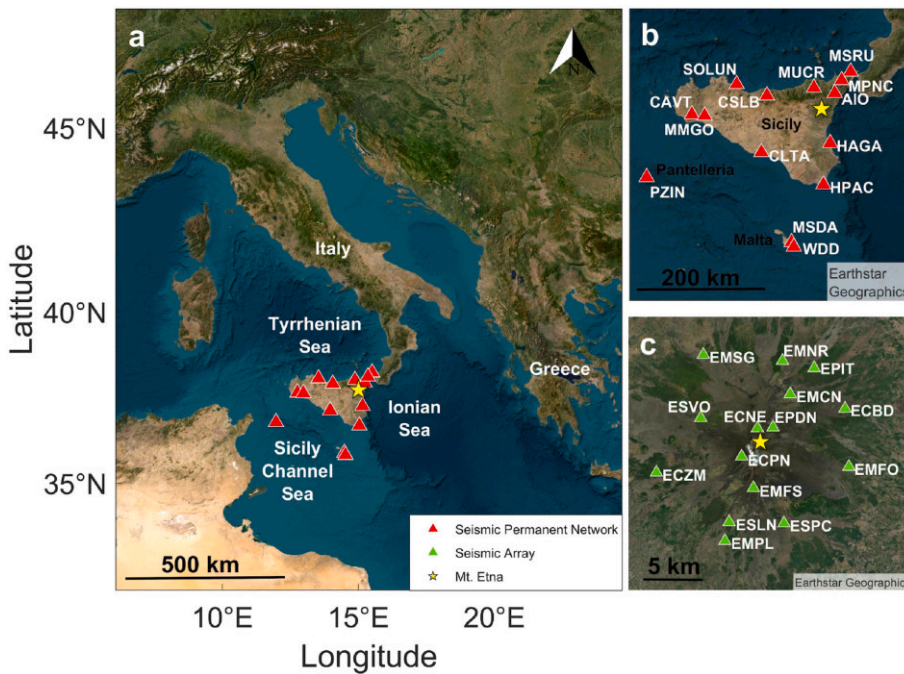 a
N
45°N
40°N
35°N
10°E
15°E
20°E
Latitude
Longitude
Italy
Tyrrhenian
Sea
Greece
Ionian
Sea
Sicily
Channel
Sea
500 km
Seismic Permanent Network
Seismic Array
Mt. Etna
b
MSRU
SOLUN
MUCR
MPNC
CSLB
AIO
CAVT
Sicily
MMGO
HAGA
CLTA
Pantelleria
PZIN
HPAC
MSDA
Malta
WDD
200 km
Earthstar
Geographics
c
EMSG
EMNR
EPIT
EMCN
ESVO
ECNE
EPDN
ECBD
ECPN
ECZM
EMFO
EMFS
ESLN
ESPC
EMPL
5 km
Earthstar Geographic